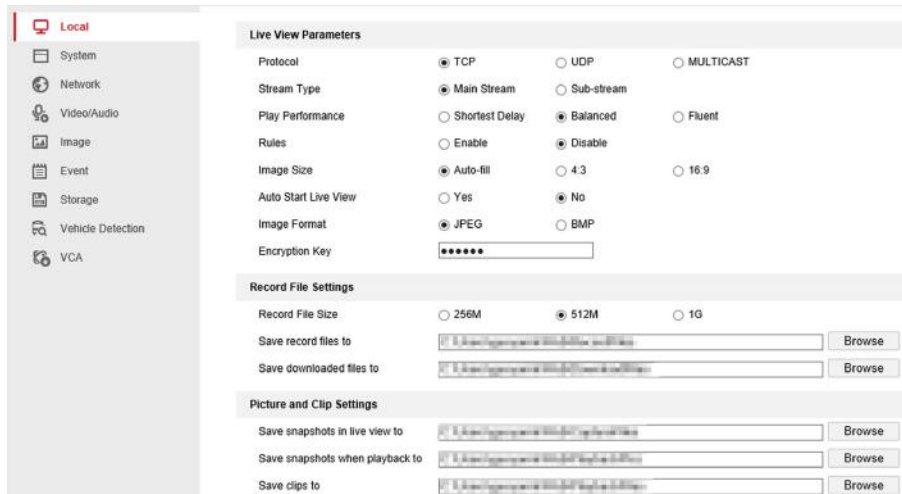 Local
System
Network
Video/Audio
Image
Event
Storage
Vehicle Detection
VCA
Live View Parameters
Protocol TCP UDP MULTICAST
Stream Type Main Stream Sub-stream
Play Performance Shortest Delay Balanced Fluent
Rules Enable Disable
Image Size Auto-fill 4:3 16:9
Auto Start Live View Yes No
Image Format JPEG BMP
Encryption Key
Record File Settings
Record File Size 256M 512M 1G
Save record files to Browse
Save downloaded files to Browse
Picture and Clip Settings
Save snapshots in live view to Browse
Save snapshots when playback to Browse
Save clips to Browse